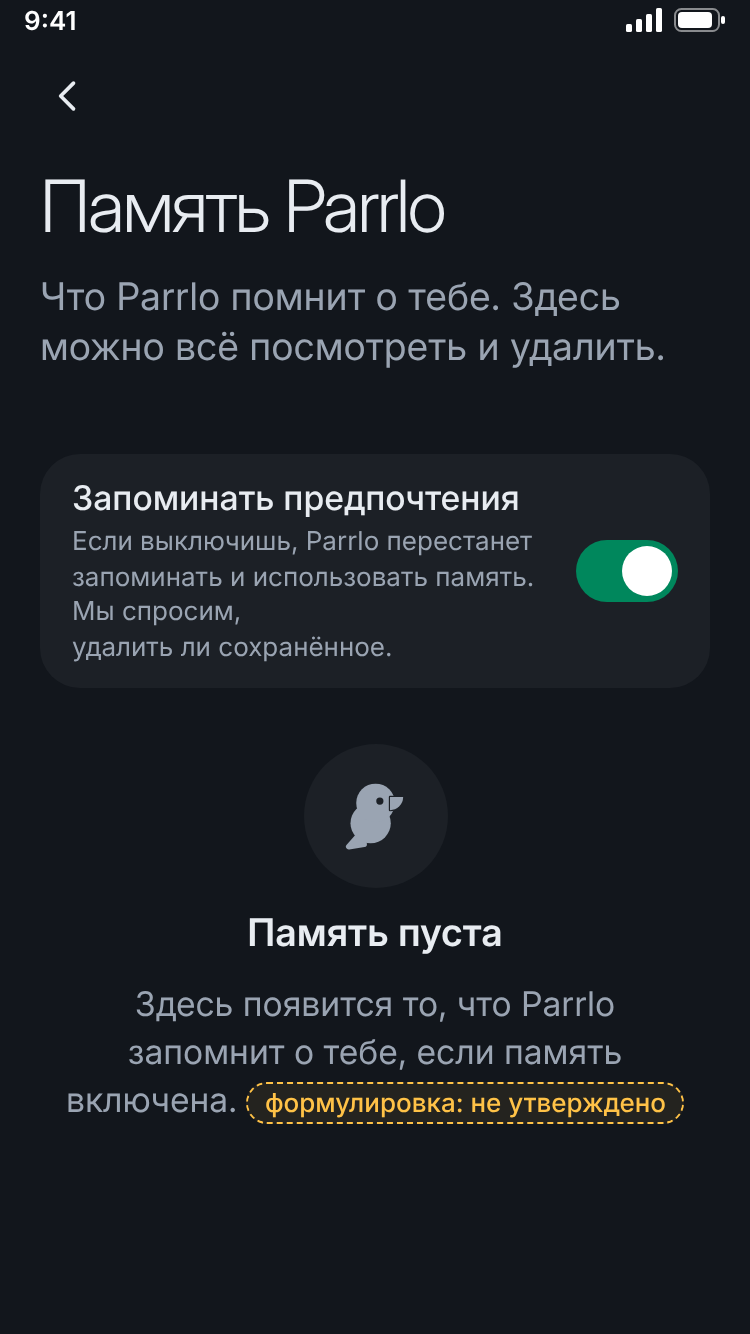 9:41
Память Parrlo
Что Parrlo помнит о тебе. Здесь
можно всё посмотреть и удалить.
Запоминать предпочтения
Если выключишь, Parrlo перестанет
запоминать и использовать память.
Мы спросим,
удалить ли сохранённое.
Память пуста
Здесь появится то, что Parrlo
запомнит о тебе, если память
включена. формулировка: не утверждено